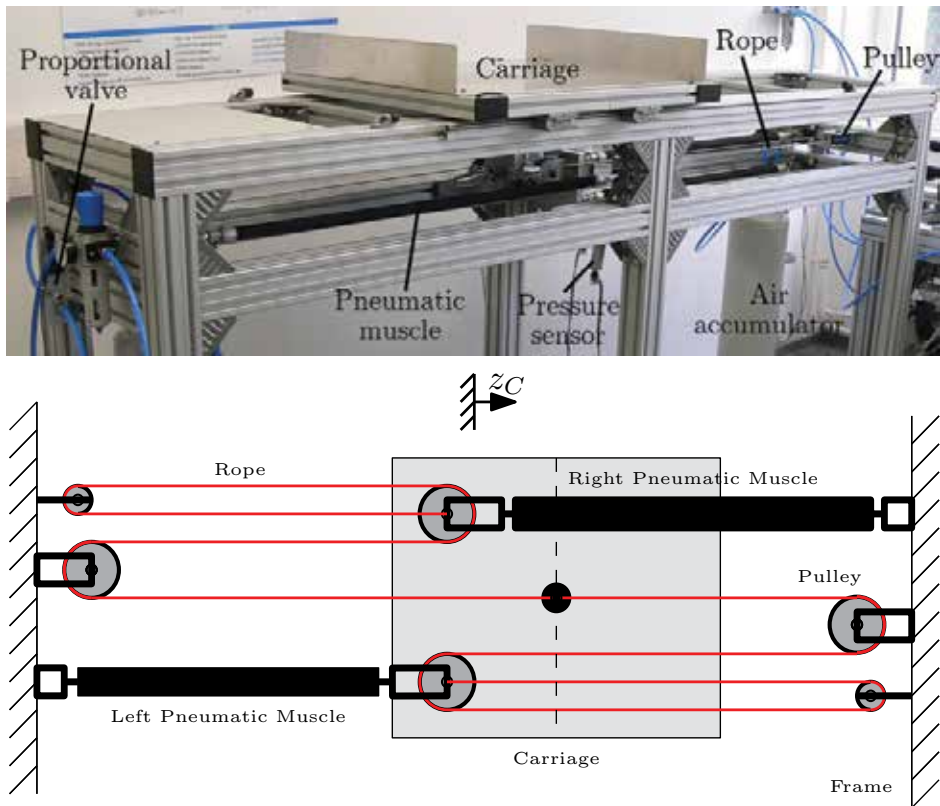 Proportional
valve
Carriage
Rope
Pulley
Pneumatic
muscle
Pressure
sensor
Air
accumulator
z_C
Rope
Right Pneumatic Muscle
Pulley
Left Pneumatic Muscle
Carriage
Frame